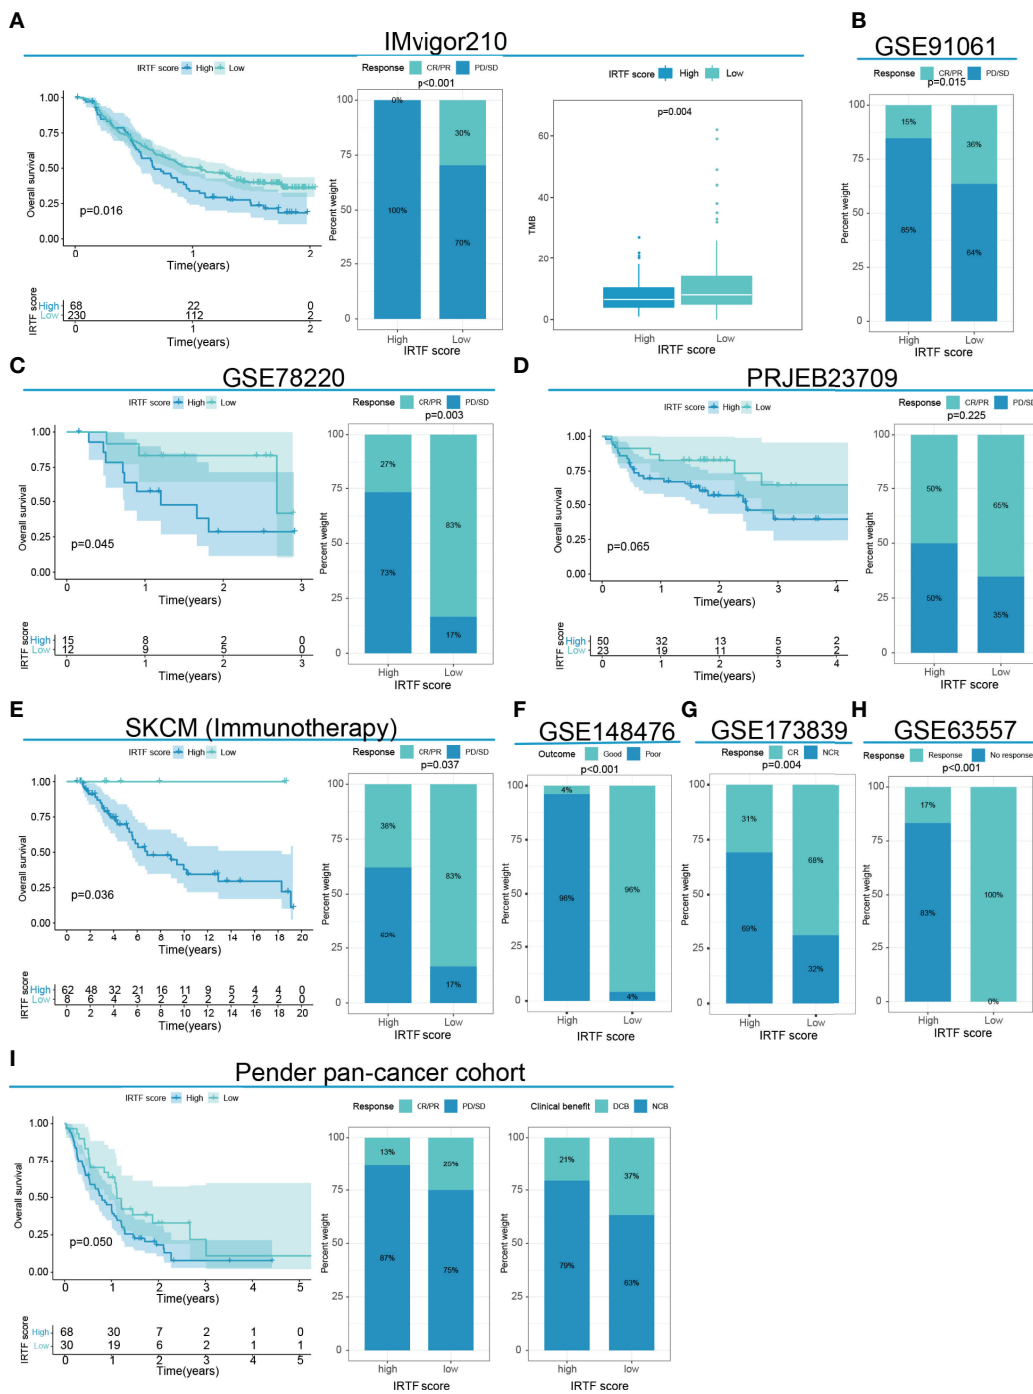 A
IMvigor210
IRTF score High Low
Overall survival
1.00
0.75
0.50
0.25
0.00
p=0.016
0 1 2
Time(years)
IRTF score
High 68 22 0
Low 230 112 2
0 1 2
Time(years)
Response CR/PR PD/SD
p<0.001
Percent weight
100
75
50
25
0
0%
100%
30%
70%
High Low
IRTF score
IRTF score High Low
p=0.004
TMB
60
40
20
0
High Low
IRTF score
B
GSE91061
Response CR/PR PD/SD
p=0.015
Percent weight
100
75
50
25
0
15%
85%
36%
64%
High Low
IRTF score
C
GSE78220
IRTF score High Low
Overall survival
1.00
0.75
0.50
0.25
0.00
p=0.045
0 1 2 3
Time(years)
IRTF score
High 15 8 2 0
Low 12 9 5 0
0 1 2 3
Time(years)
Response CR/PR PD/SD
p=0.003
Percent weight
100
75
50
25
0
27%
73%
83%
17%
High Low
IRTF score
D
PRJEB23709
IRTF score High Low
Overall survival
1.00
0.75
0.50
0.25
0.00
p=0.065
0 1 2 3 4
Time(years)
IRTF score
High 50 32 13 5 2
Low 23 19 11 5 2
0 1 2 3 4
Time(years)
Response CR/PR PD/SD
p=0.225
Percent weight
100
75
50
25
0
50%
50%
65%
35%
High Low
IRTF score
E
SKCM (Immunotherapy)
IRTF score High Low
Overall survival
1.00
0.75
0.50
0.25
0.00
p=0.036
0 2 4 6 8 10 12 14 16 18 20
Time(years)
IRTF score
High 62 48 32 21 16 11 9 5 4 4 0
Low 8 6 4 3 2 2 2 2 2 2 0
0 2 4 6 8 10 12 14 16 18 20
Time(years)
Response CR/PR PD/SD
p=0.037
Percent weight
100
75
50
25
0
38%
62%
83%
17%
High Low
IRTF score
F
GSE148476
Outcome Good Poor
p<0.001
Percent weight
100
75
50
25
0
4%
96%
96%
4%
High Low
IRTF score
G
GSE173839
Response CR NCR
p=0.004
Percent weight
100
75
50
25
0
31%
69%
68%
32%
High Low
IRTF score
H
GSE63557
Response Response No response
p<0.001
Percent weight
100
75
50
25
0
17%
83%
100%
0%
High Low
IRTF score
I
Pender pan-cancer cohort
IRTF score High Low
Overall survival
1.00
0.75
0.50
0.25
0.00
p=0.050
0 1 2 3 4 5
Time(years)
IRTF score
High 68 30 7 2 1 0
Low 30 19 6 2 1 1
0 1 2 3 4 5
Time(years)
Response CR/PR PD/SD
Percent weight
100
75
50
25
0
13%
87%
25%
75%
high low
IRTF score
Clinical benefit DCB NCB
Percent weight
100
75
50
25
0
21%
79%
37%
63%
high low
IRTF score